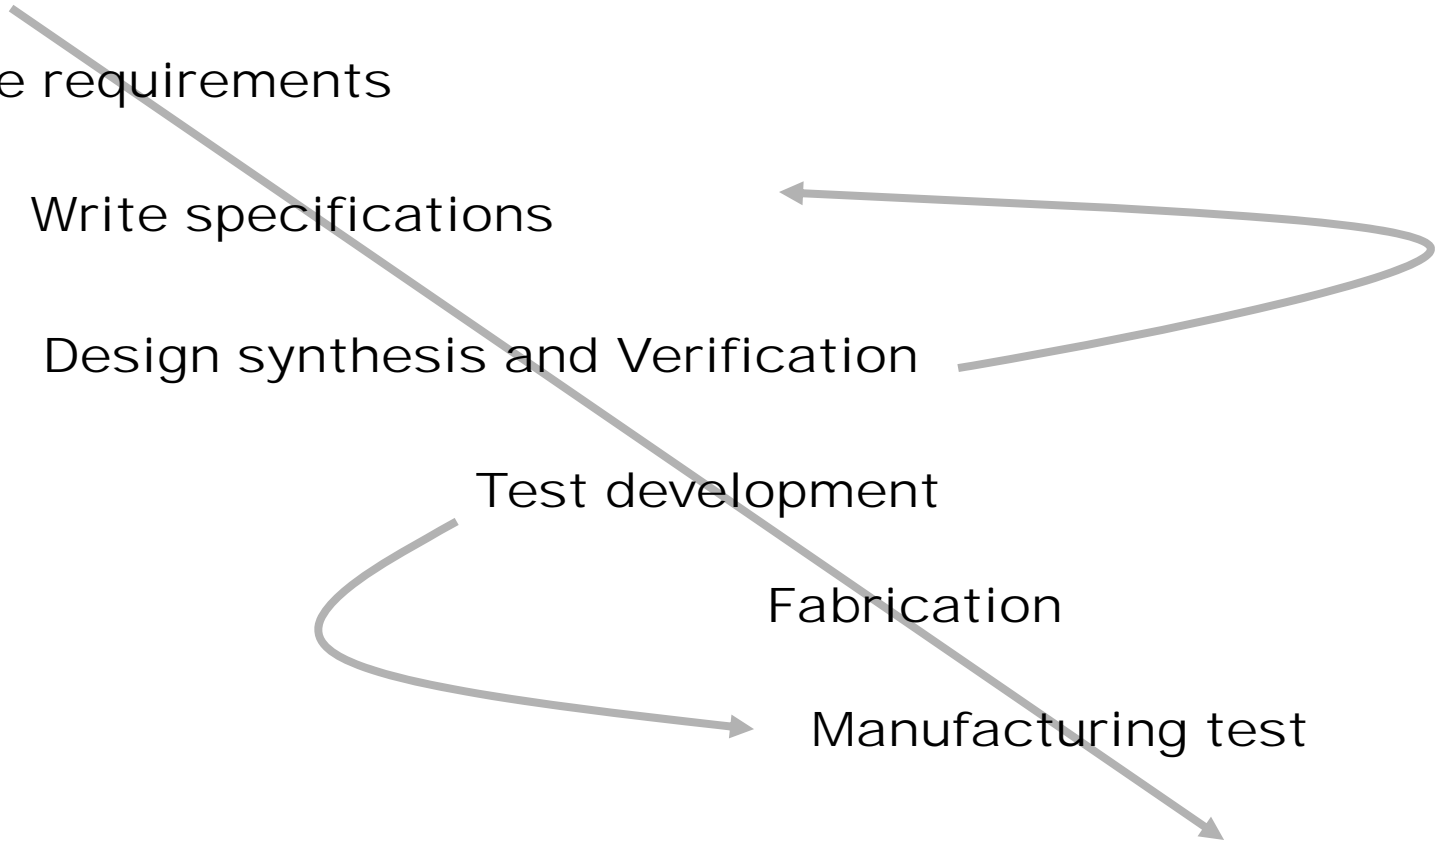 requirements
Write specifications
Design synthesis and Verification
Test development
Fabrication
Manufacturing test